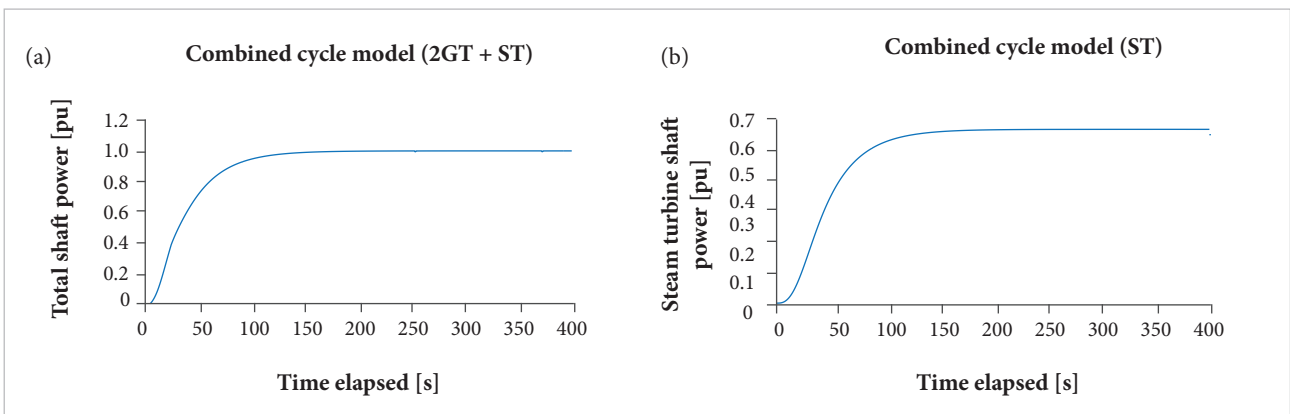 (a)
Combined cycle model (2GT + ST)
Total shaft power [pu]
1.2
1.0
0.8
0.6
0.4
0.2
0
0 50 100 150 200 250 300 350 400
Time elapsed [s]
(b)
Combined cycle model (ST)
Steam turbine shaft
power [pu]
0.7
0.6
0.5
0.4
0.3
0.2
0.1
0
0 50 100 150 200 250 300 350 400
Time elapsed [s]